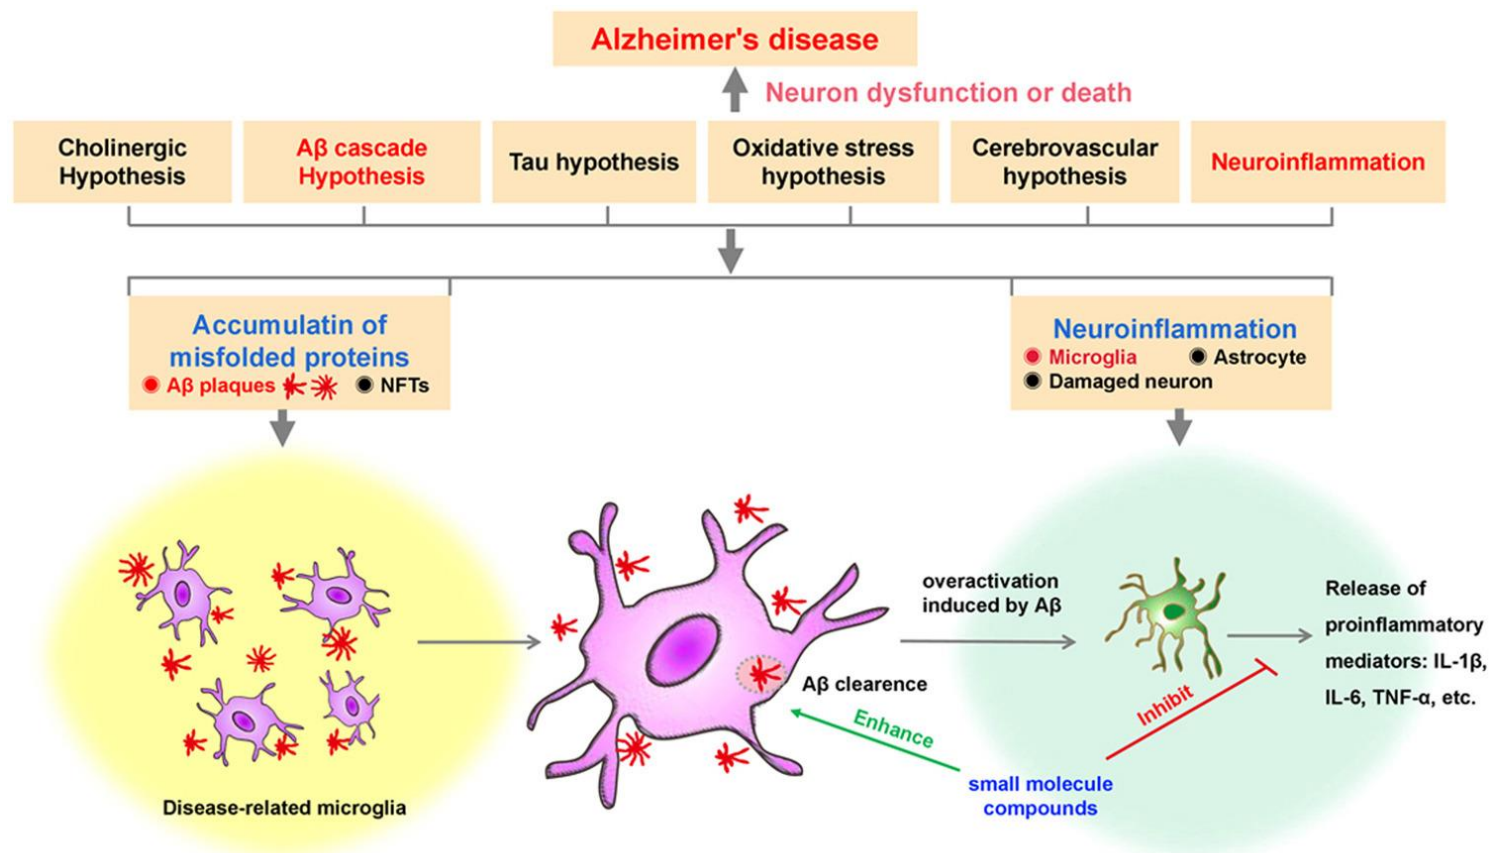 Alzheimer's disease
Neuron dysfunction or death
Cholinergic
Hypothesis
Aβ cascade
Hypothesis
Tau hypothesis
Oxidative stress
hypothesis
Cerebrovascular
hypothesis
Neuroinflammation
Accumulatin of
misfolded proteins
Aβ plaques
NFTs
Neuroinflammation
Microglia
Astrocyte
Damaged neuron
Disease-related microglia
Aβ clearence
overactivation
induced by Aβ
Release of
proinflammatory
mediators: IL-1β,
IL-6, TNF-α, etc.
Enhance
Inhibit
small molecule
compounds